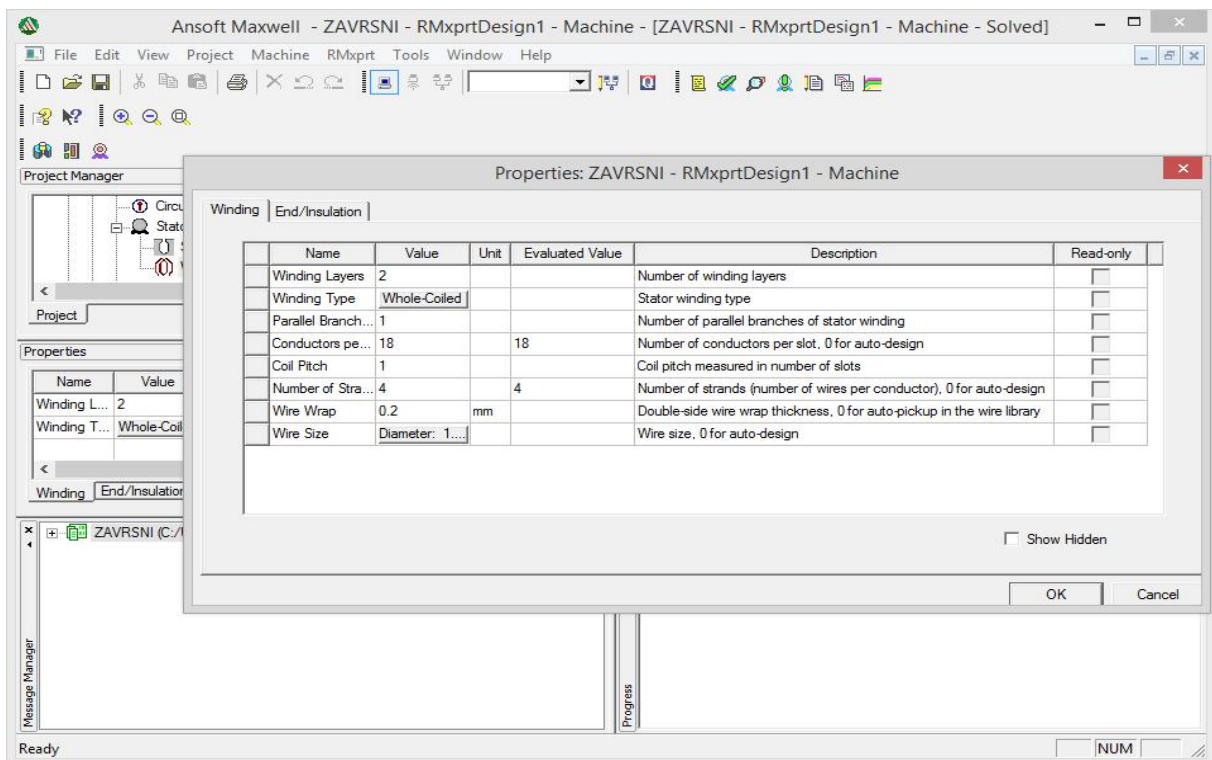 Ansoft Maxwell - ZAVRSNI - RMxprtDesign1 - Machine - [ZAVRSNI - RMxprtDesign1 - Machine - Solved]
File Edit View Project Machine RMxprt Tools Window Help
Project Manager
Circu
Stato
Project
Properties
Name Value
Winding L... 2
Winding T... Whole-Coil
Winding End/Insulation
Properties: ZAVRSNI - RMxprtDesign1 - Machine
Winding End/Insulation
Name Value Unit Evaluated Value Description Read-only
Winding Layers 2 Number of winding layers
Winding Type Whole-Coiled Stator winding type
Parallel Branch... 1 Number of parallel branches of stator winding
Conductors pe... 18 18 Number of conductors per slot, 0 for auto-design
Coil Pitch 1 Coil pitch measured in number of slots
Number of Stra... 4 4 Number of strands (number of wires per conductor), 0 for auto-design
Wire Wrap 0.2 mm Double-side wire wrap thickness, 0 for auto-pickup in the wire library
Wire Size Diameter: 1.... Wire size, 0 for auto-design
Show Hidden
OK Cancel
ZAVRSNI (C:/
Message Manager
Progress
Ready
NUM